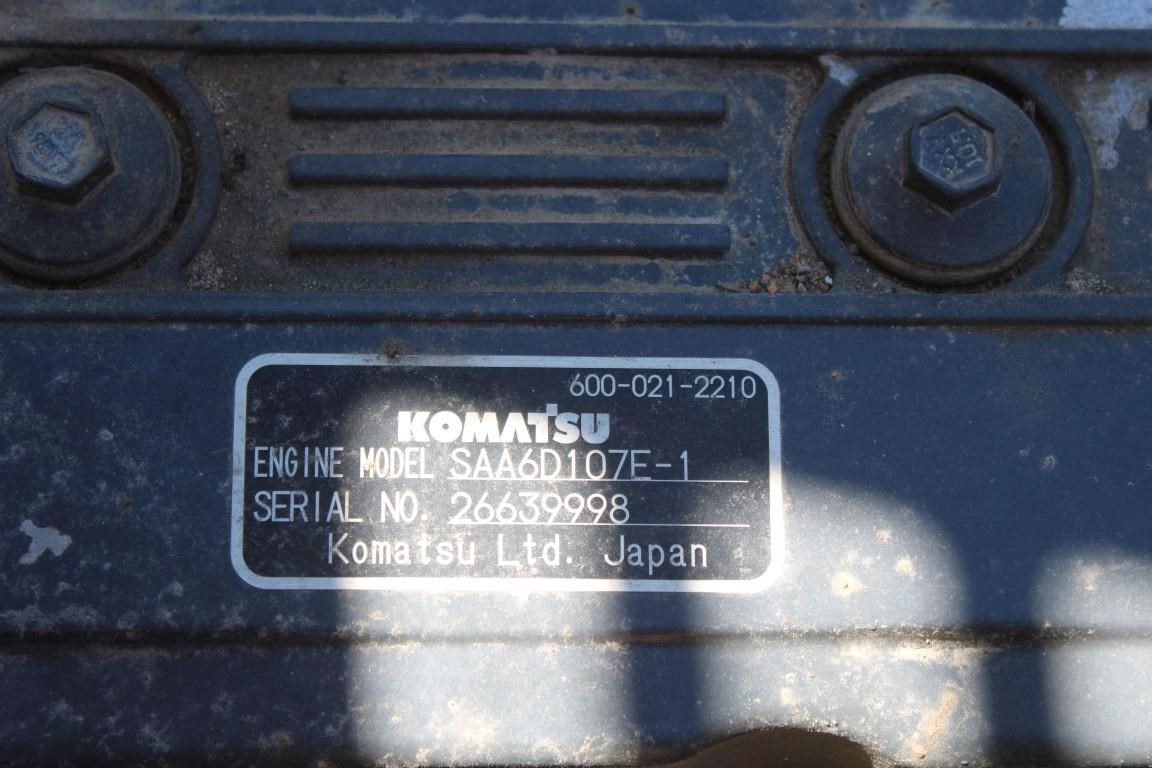 600-021-2210
KOMATSU
ENGINE MODEL SAA6D107E-1
SERIAL NO. 26639998
Komatsu Ltd. Japan